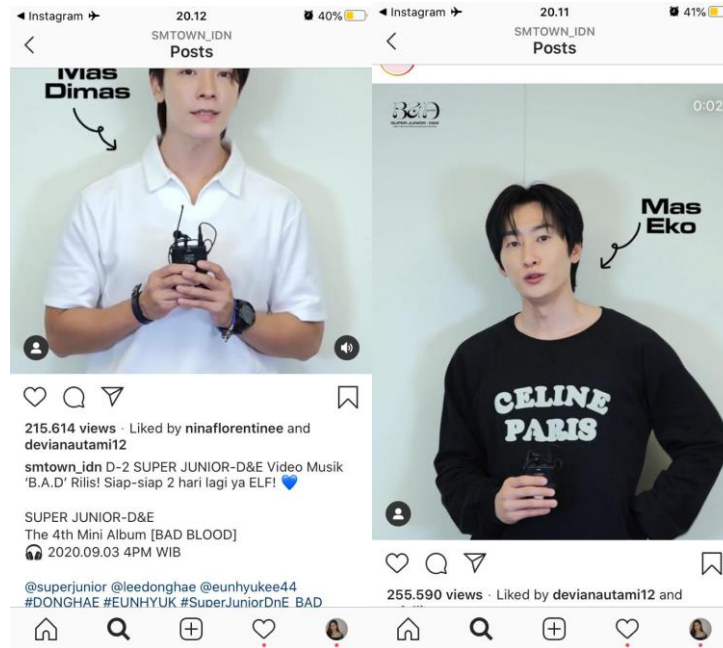 Instagram
20.12
40%
SMTOWN_IDN
Posts
Mas
Dimas
215.614 views · Liked by ninaflorentinee and
devianautami12
smtown_idn D-2 SUPER JUNIOR-D&E Video Musik
'B.A.D' Rilis! Siap-siap 2 hari lagi ya ELF! 💙
SUPER JUNIOR-D&E
The 4th Mini Album [BAD BLOOD]
🎧 2020.09.03 4PM WIB
@superjunior @leedonghae @eunhyukee44
#DONGHAE #EUNHYUK #SuperJuniorDnE_BAD
Instagram
20.11
41%
SMTOWN_IDN
Posts
B&D
SUPER JUNIOR-D&E
0:02
Mas
Eko
CELINE
PARIS
255.590 views · Liked by devianautami12 and